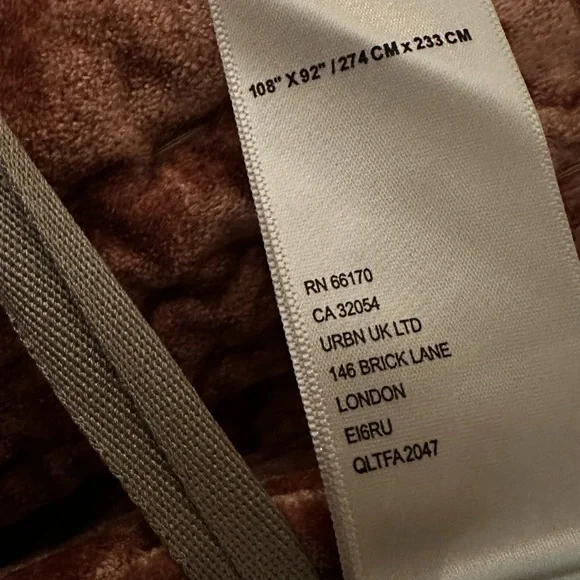 108" X 92" / 274 CM x 233 CM
RN 66170
CA 32054
URBN UK LTD
146 BRICK LANE
LONDON
EI6RU
QLTFA2047